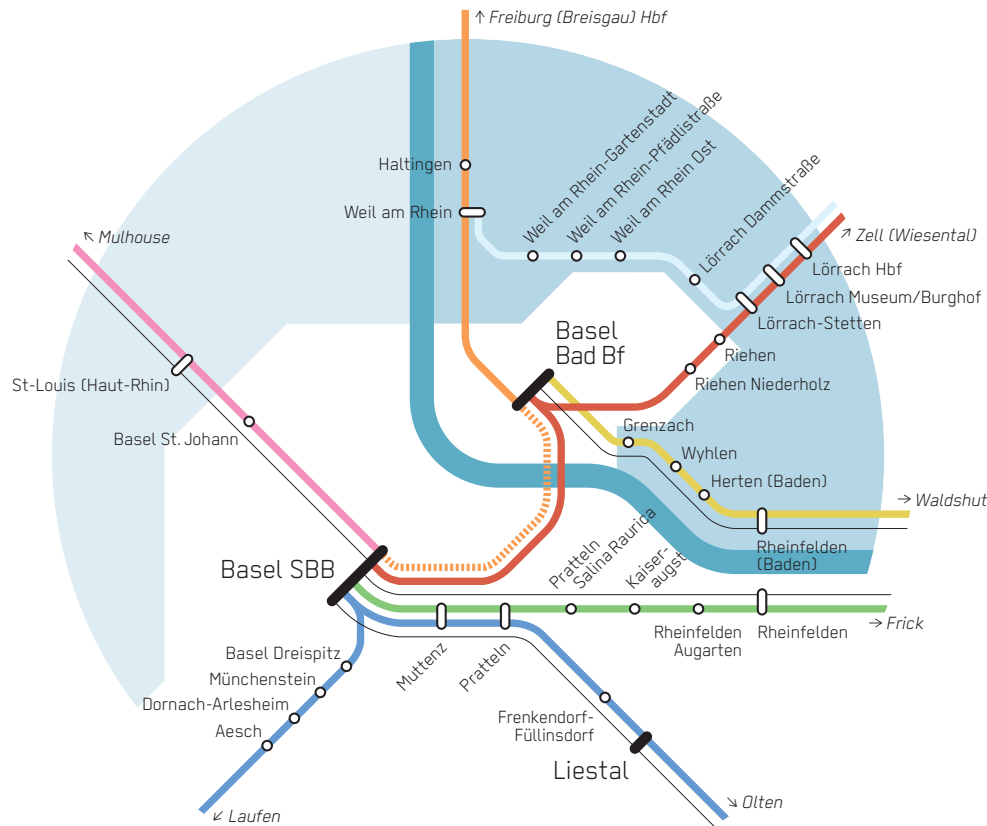 ↑ Freiburg (Breisgau) Hbf
Haltingen
Weil am Rhein
Weil am Rhein-Gartenstadt
Weil am Rhein-Pfädlistraße
Weil am Rhein Ost
Lörrach Dammstraße
↗ Zell (Wiesental)
Lörrach Hbf
Lörrach Museum/Burghof
Lörrach-Stetten
Riehen
Riehen Niederholz
↖ Mulhouse
St-Louis (Haut-Rhin)
Basel St. Johann
Basel
Bad Bf
Grenzach
Wyhlen
Herten (Baden)
→ Waldshut
Rheinfelden
(Baden)
Basel SBB
Pratteln
Salina Raurica
Kaiser-
augst
Rheinfelden
Augarten
Rheinfelden
→ Frick
Muttenz
Pratteln
Basel Dreispitz
Münchenstein
Dornach-Arlesheim
Aesch
↙ Laufen
Frenkendorf-
Füllinsdorf
Liestal
↘ Olten